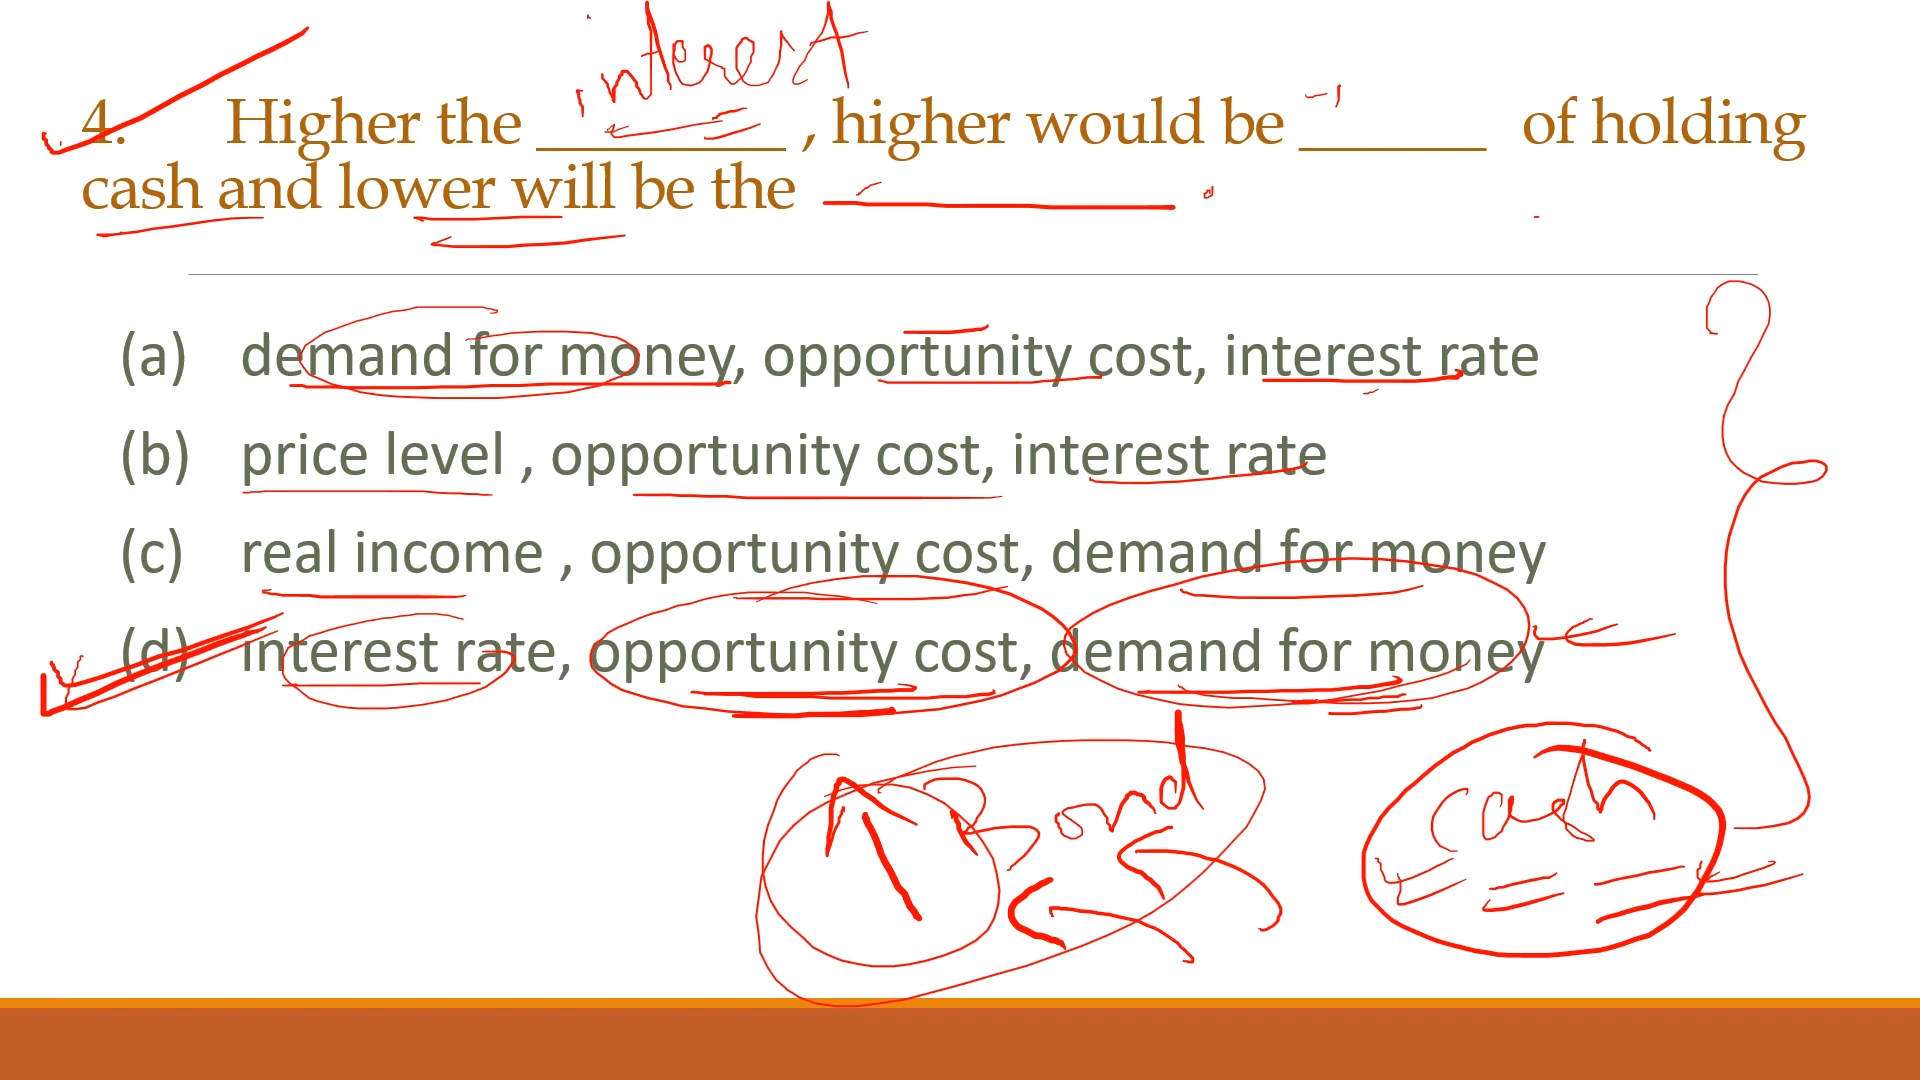 interest
4. Higher the ________ , higher would be ______ of holding
cash and lower will be the
(a) demand for money, opportunity cost, interest rate
(b) price level , opportunity cost, interest rate
(c) real income , opportunity cost, demand for money
(d) interest rate, opportunity cost, demand for money
Bond cash